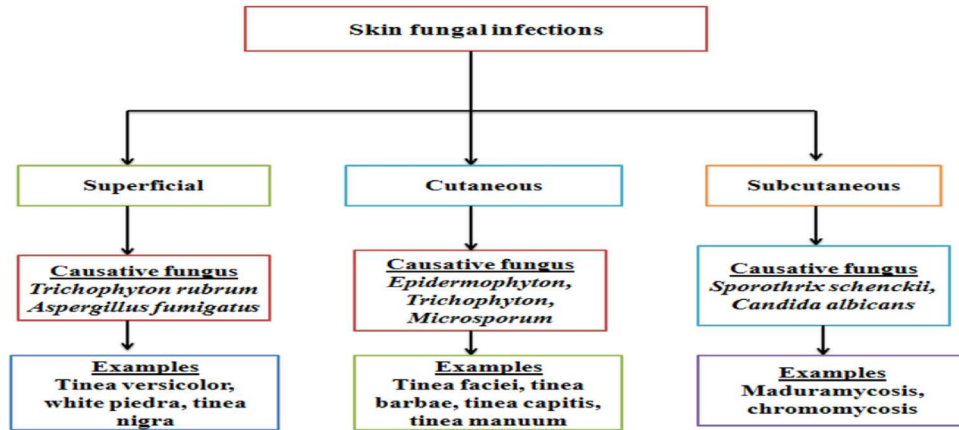 Skin fungal infections
Superficial
Cutaneous
Subcutaneous
Causative fungus
Trichophyton rubrum
Aspergillus fumigatus
Causative fungus
Epidermophyton,
Trichophyton,
Microsporum
Causative fungus
Sporothrix schenckii,
Candida albicans
Examples
Tinea versicolor,
white piedra, tinea
nigra
Examples
Tinea faciei, tinea
barbae, tinea capitis,
tinea manuum
Examples
Maduramycosis,
chromomycosis